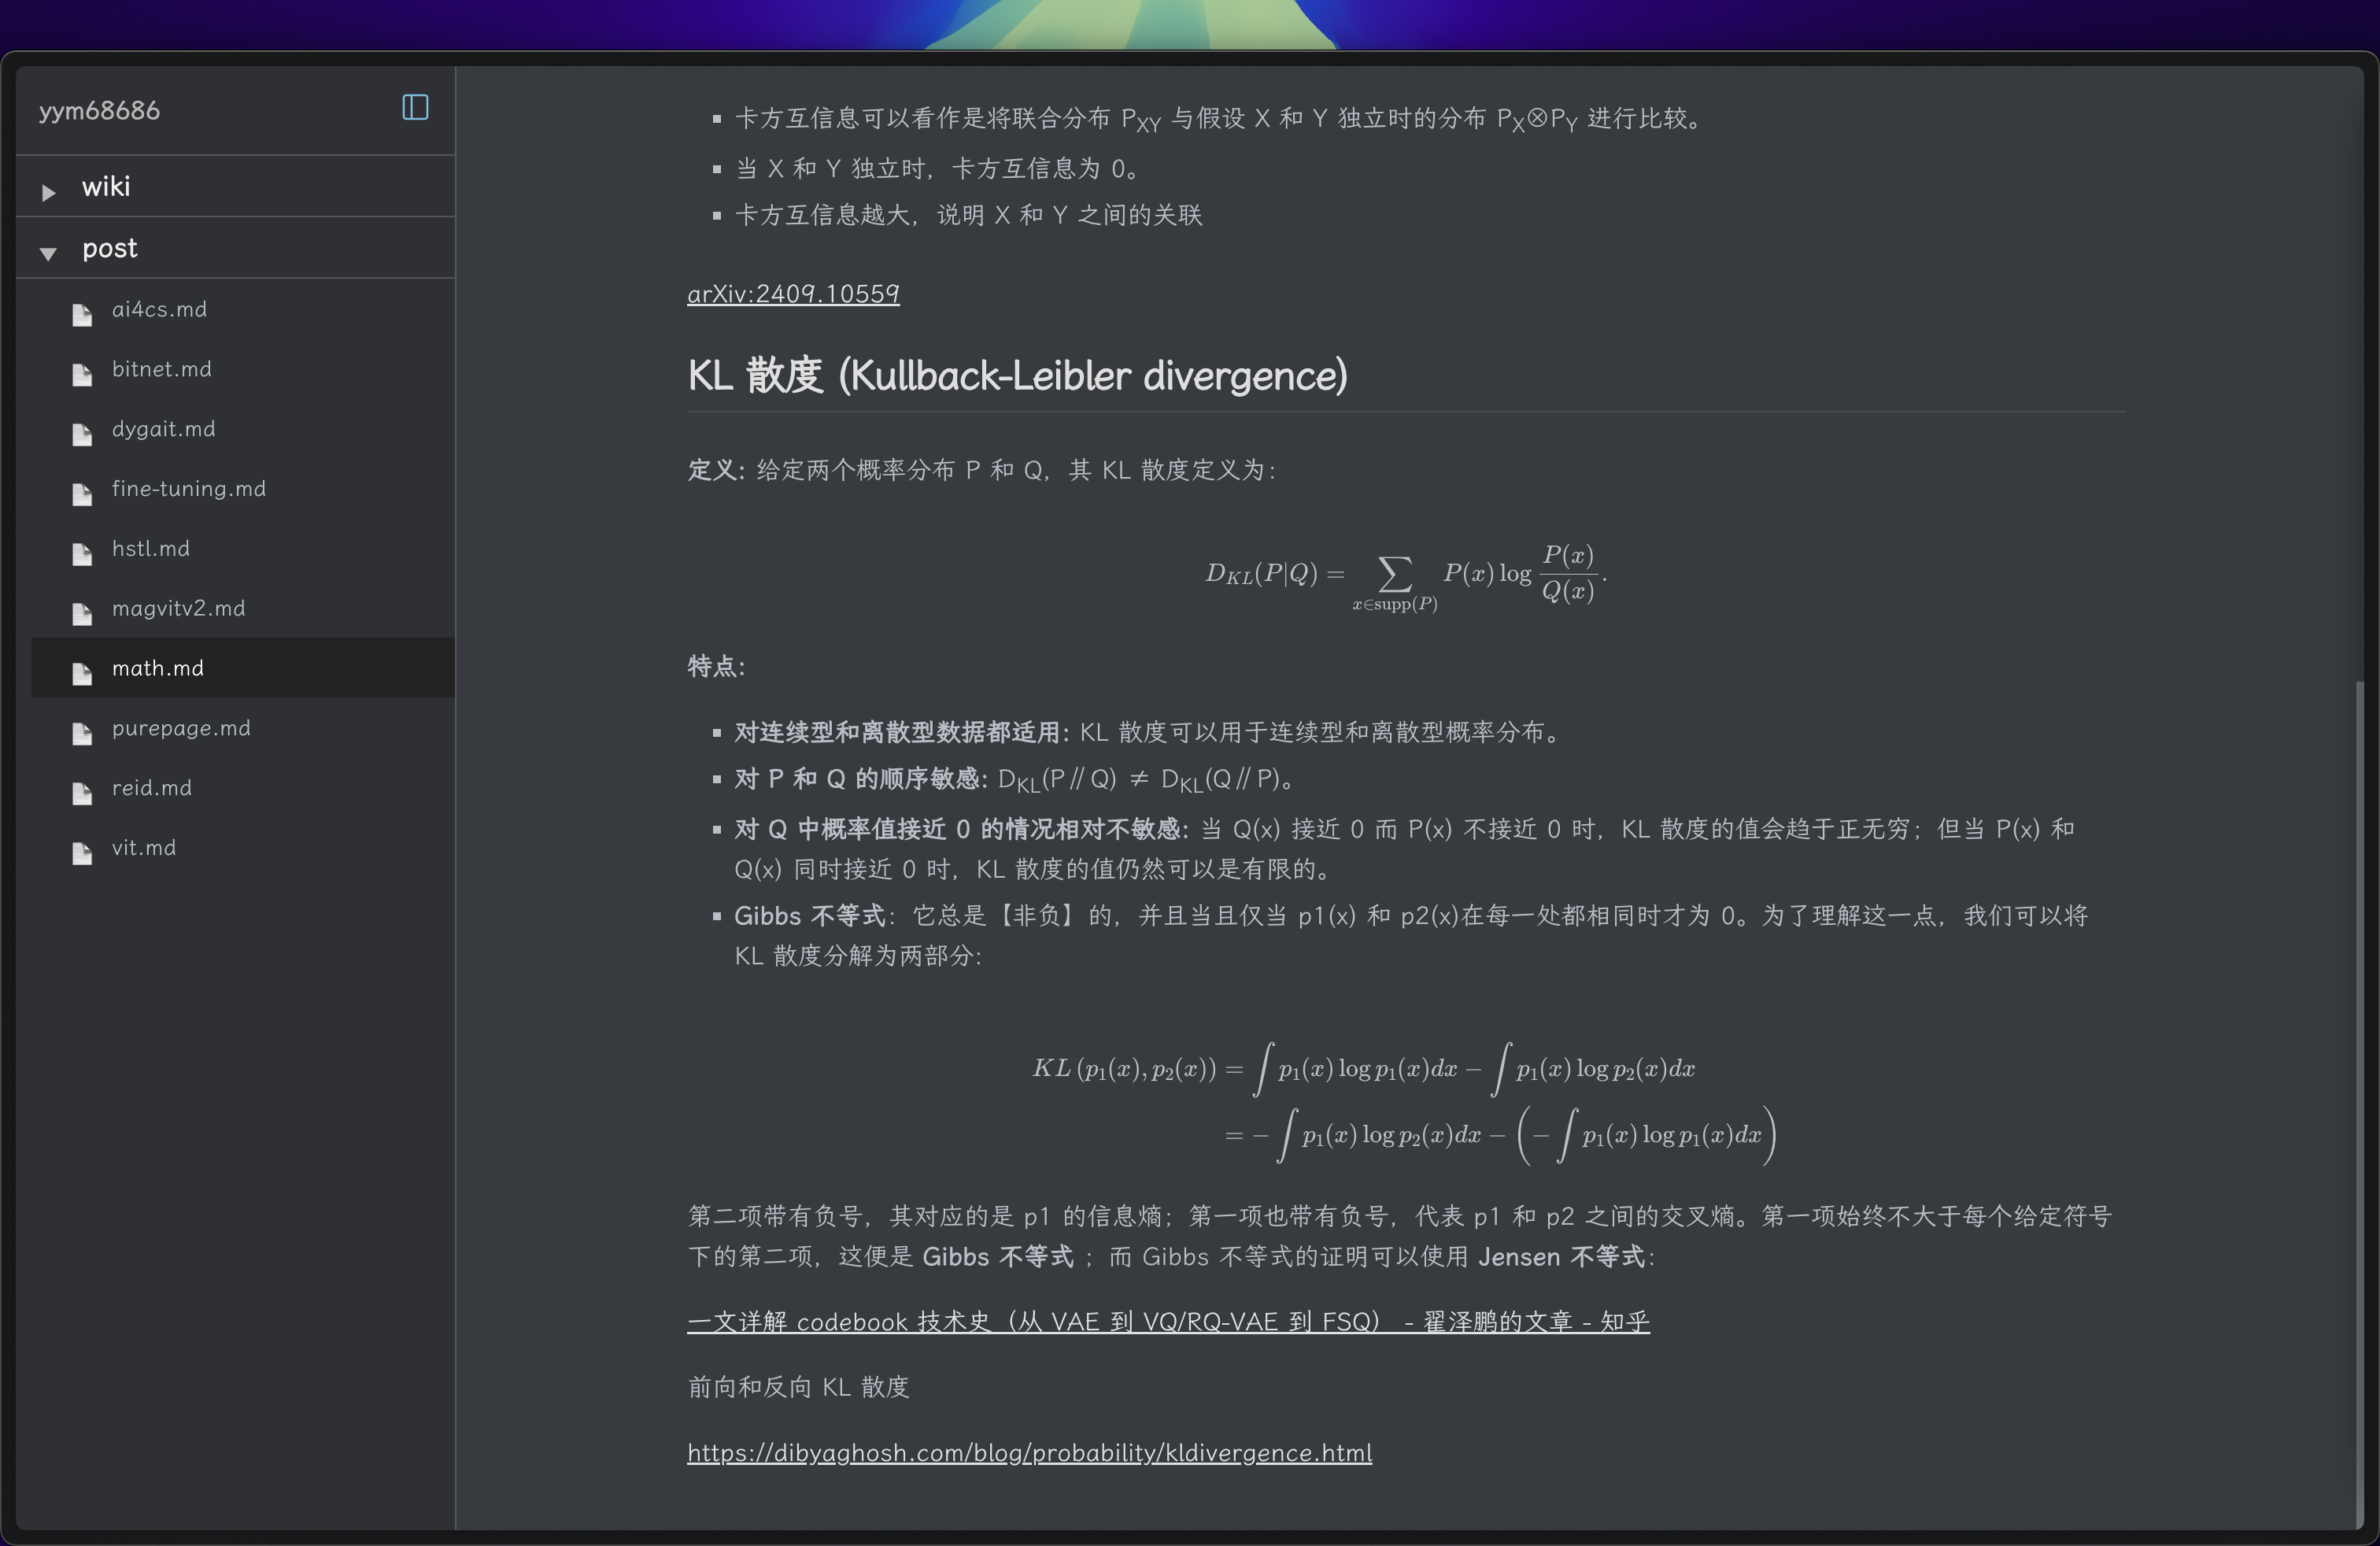 yym68686
wiki
post
ai4cs.md
bitnet.md
dygait.md
fine-tuning.md
hstl.md
magvitv2.md
math.md
purepage.md
reid.md
vit.md
▪ 卡方互信息可以看作是将联合分布 P_XY 与假设 X 和 Y 独立时的分布 P_X⊗P_Y 进行比较。
▪ 当 X 和 Y 独立时，卡方互信息为 0。
▪ 卡方互信息越大，说明 X 和 Y 之间的关联
arXiv:2409.10559
KL 散度 (Kullback-Leibler divergence)
定义: 给定两个概率分布 P 和 Q，其 KL 散度定义为:
D_{KL}(P|Q) = \sum_{x∈supp(P)} P(x) log \frac{P(x)}{Q(x)}.
特点:
▪ 对连续型和离散型数据都适用: KL 散度可以用于连续型和离散型概率分布。
▪ 对 P 和 Q 的顺序敏感: D_KL(P∥Q) ≠ D_KL(Q∥P)。
▪ 对 Q 中概率值接近 0 的情况相对不敏感: 当 Q(x) 接近 0 而 P(x) 不接近 0 时，KL 散度的值会趋于正无穷；但当 P(x) 和
Q(x) 同时接近 0 时，KL 散度的值仍然可以是有限的。
▪ Gibbs 不等式：它总是【非负】的，并且当且仅当 p1(x) 和 p2(x)在每一处都相同时才为 0。为了理解这一点，我们可以将
KL 散度分解为两部分:
KL (p_1(x), p_2(x)) = ∫ p_1(x) log p_1(x)dx − ∫ p_1(x) log p_2(x)dx
= − ∫ p_1(x) log p_2(x)dx − (− ∫ p_1(x) log p_1(x)dx)
第二项带有负号，其对应的是 p1 的信息熵；第一项也带有负号，代表 p1 和 p2 之间的交叉熵。第一项始终不大于每个给定符号
下的第二项，这便是 Gibbs 不等式 ；而 Gibbs 不等式的证明可以使用 Jensen 不等式:
一文详解 codebook 技术史（从 VAE 到 VQ/RQ-VAE 到 FSQ） - 翟泽鹏的文章 - 知乎
前向和反向 KL 散度
https://dibyaghosh.com/blog/probability/kldivergence.html